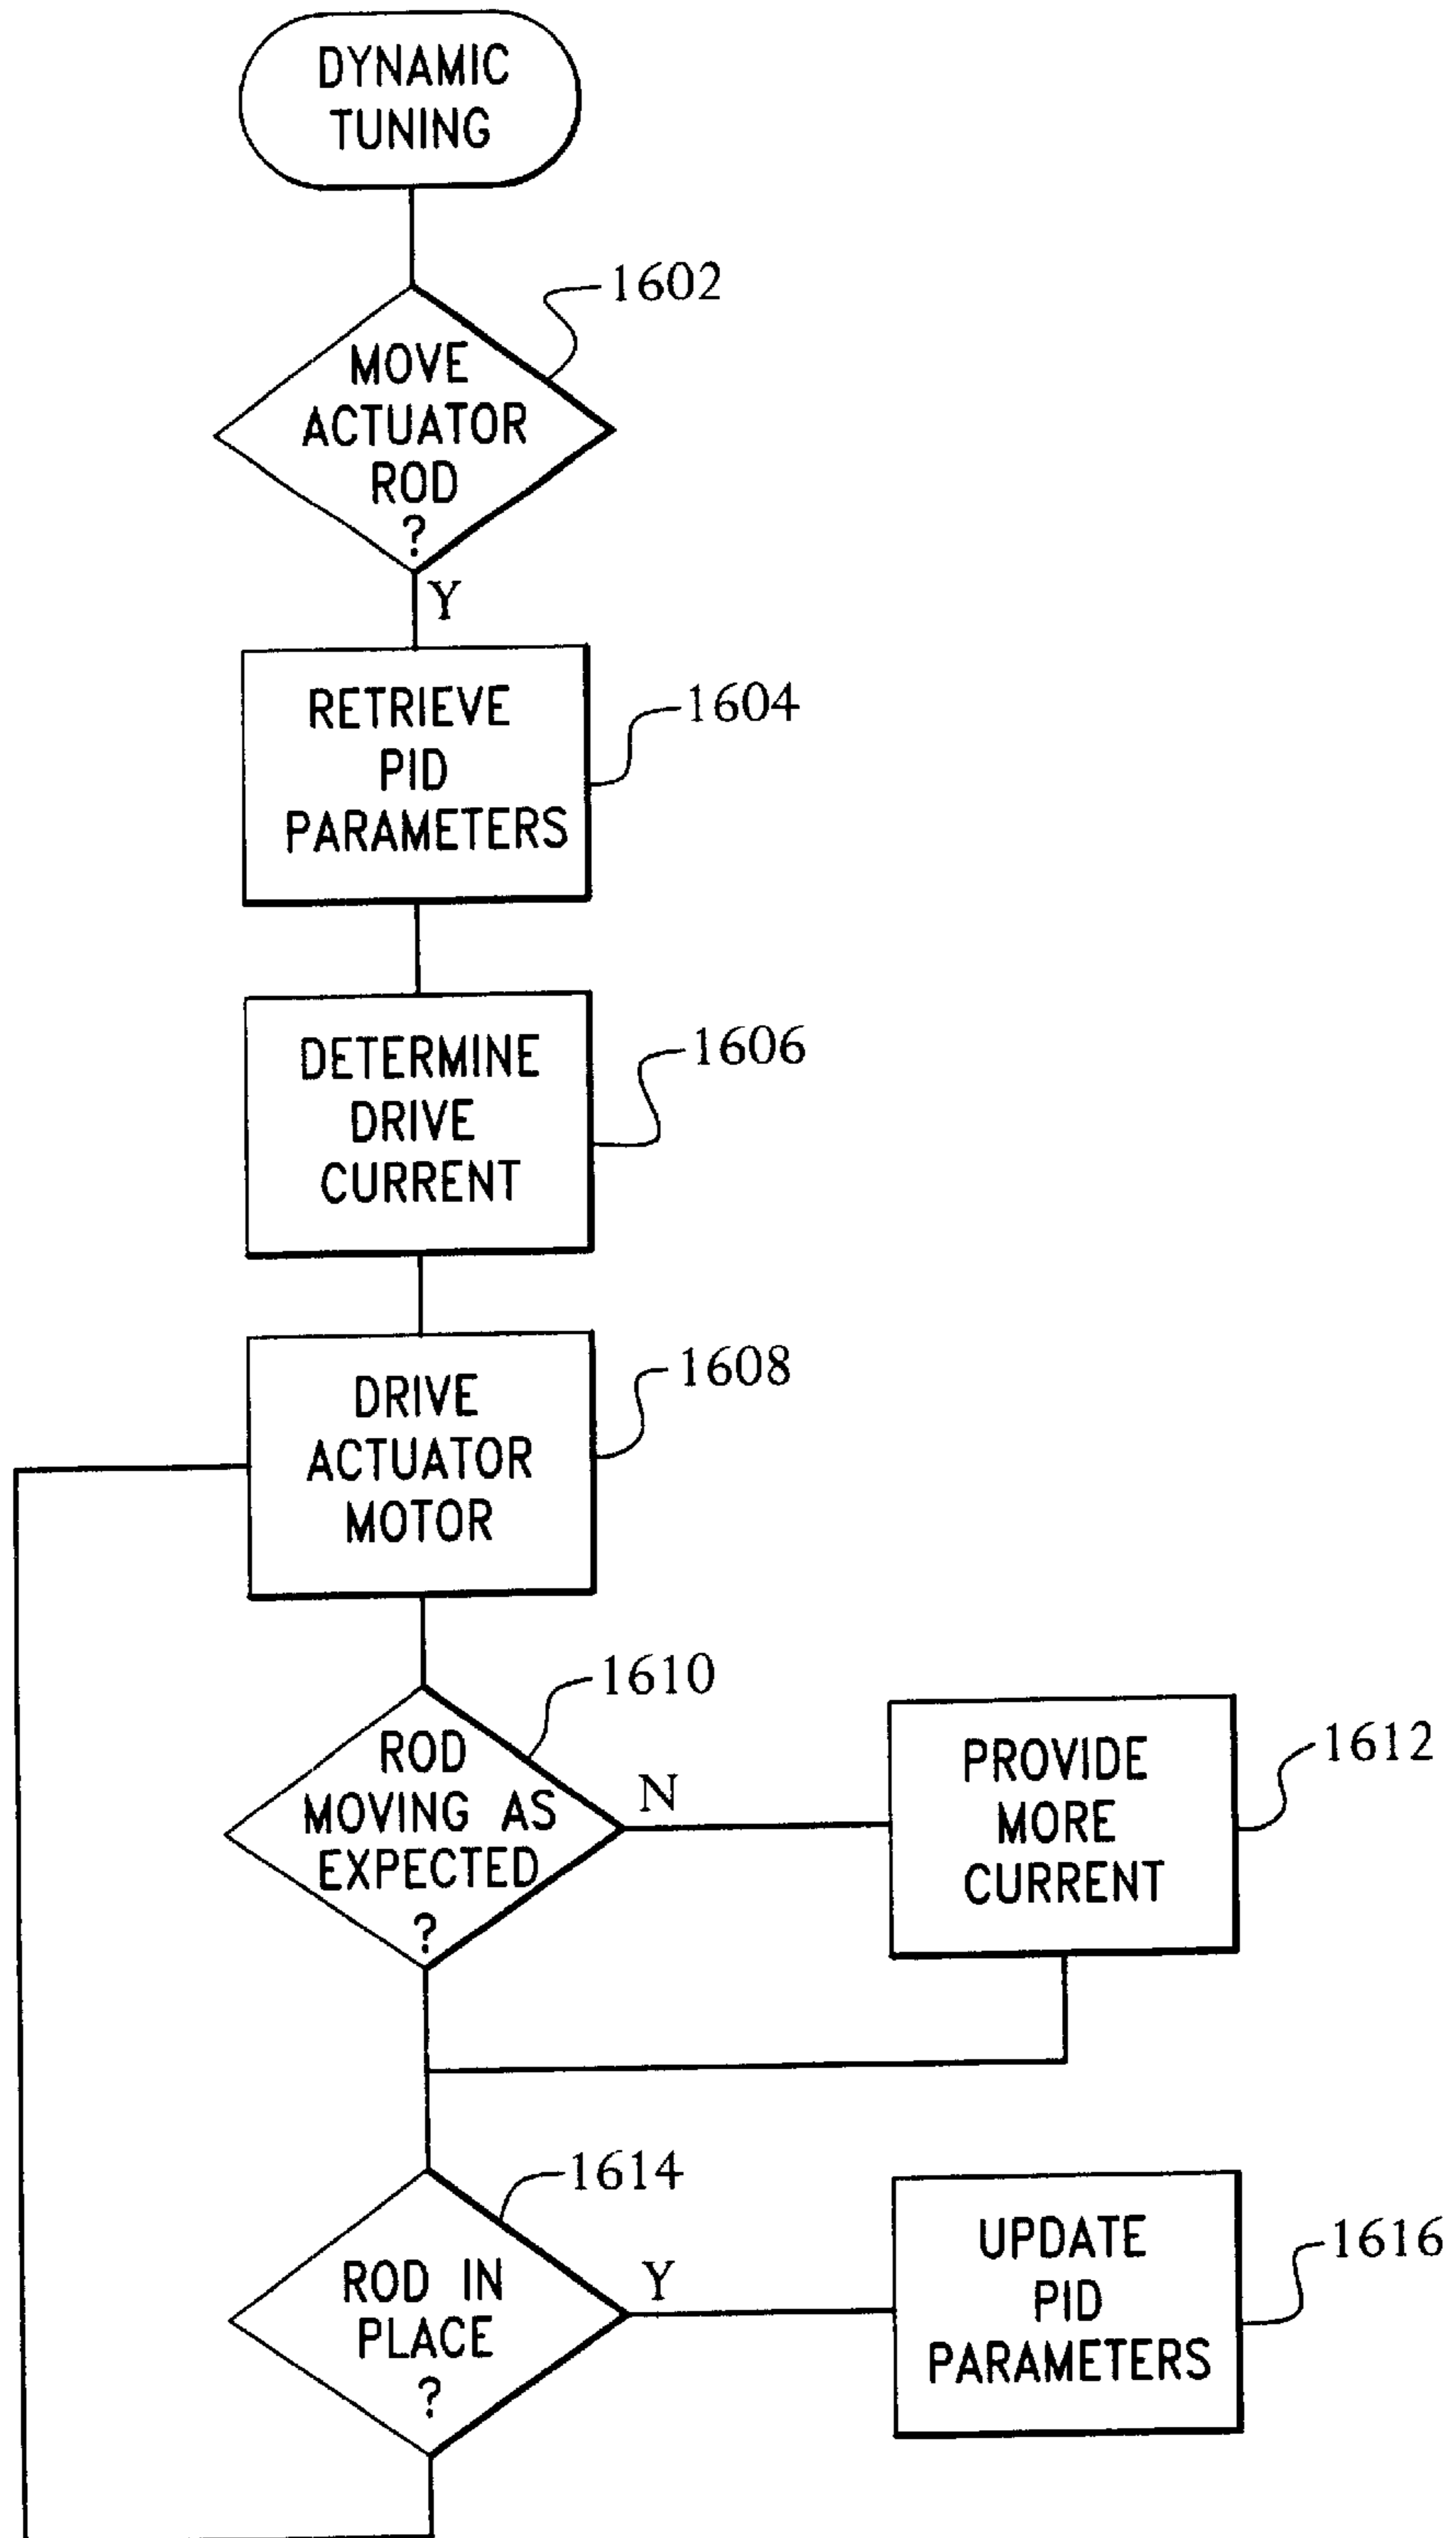 DYNAMIC
TUNING
1602
MOVE
ACTUATOR
ROD
?
Y
RETRIEVE
PID
PARAMETERS
1604
DETERMINE
DRIVE
CURRENT
1606
DRIVE
ACTUATOR
MOTOR
1608
1610
ROD
MOVING AS
EXPECTED
?
N
PROVIDE
MORE
CURRENT
1612
1614
ROD IN
PLACE
?
Y
UPDATE
PID
PARAMETERS
1616